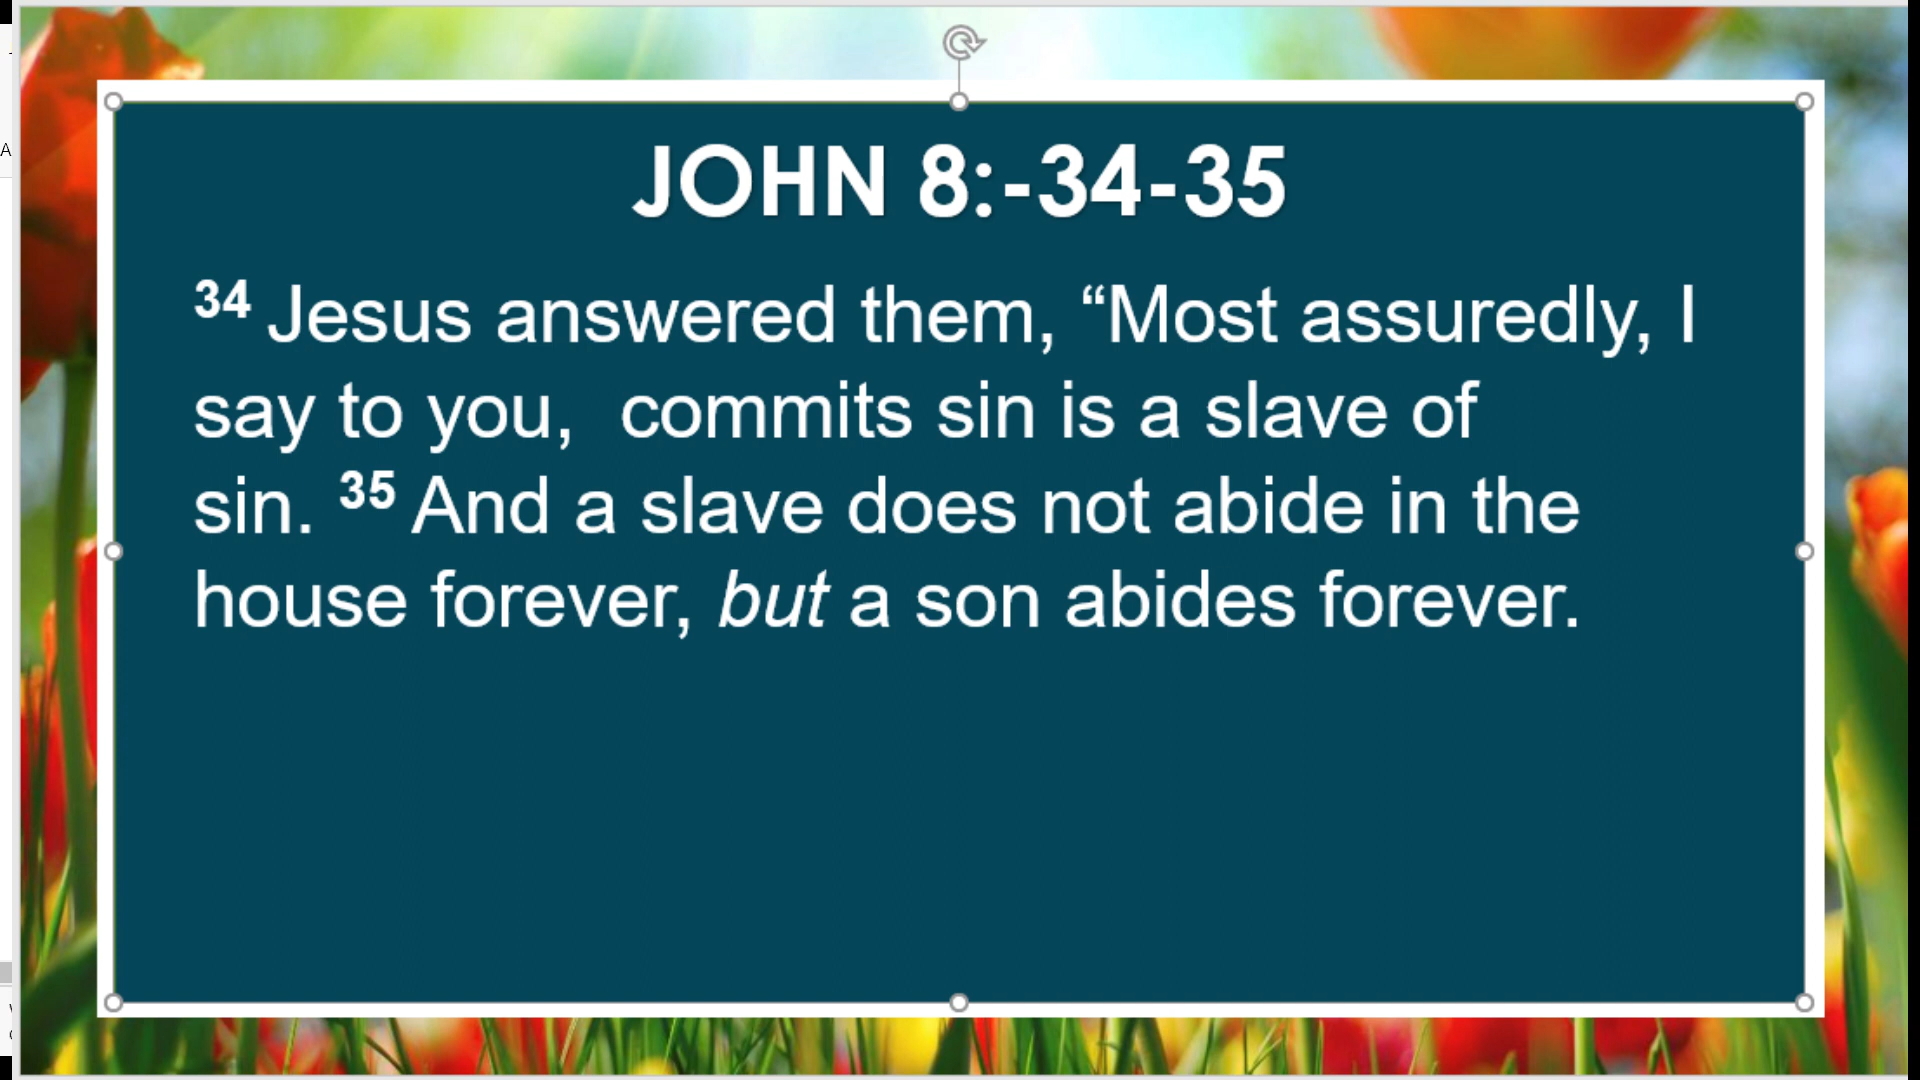 JOHN 8:-34-35
34 Jesus answered them, “Most assuredly, I
say to you,  commits sin is a slave of
sin. 35 And a slave does not abide in the
house forever, but a son abides forever.
A